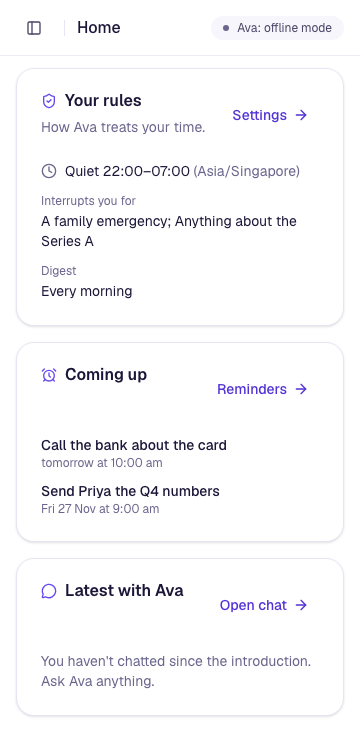 Home
Ava: offline mode
Your rules
How Ava treats your time.
Settings
Quiet 22:00–07:00 (Asia/Singapore)
Interrupts you for
A family emergency; Anything about the
Series A
Digest
Every morning
Coming up
Reminders
Call the bank about the card
tomorrow at 10:00 am
Send Priya the Q4 numbers
Fri 27 Nov at 9:00 am
Latest with Ava
Open chat
You haven't chatted since the introduction.
Ask Ava anything.